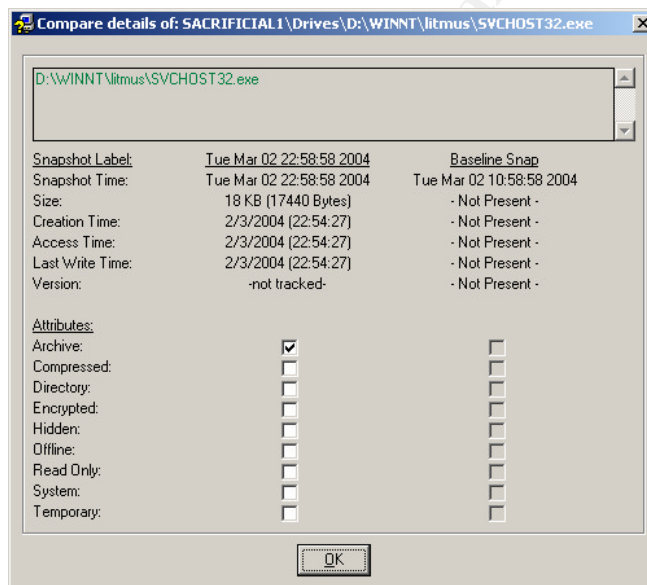 Compare details of: SACRIFICIAL1\Drives\D:\WINNT\litmus\SVCHOST32.exe
D:\WINNT\litmus\SVCHOST32.exe
Snapshot Label: Tue Mar 02 22:58:58 2004 Baseline Snap
Snapshot Time: Tue Mar 02 22:58:58 2004 Tue Mar 02 10:58:58 2004
Size: 18 KB (17440 Bytes) - Not Present -
Creation Time: 2/3/2004 (22:54:27) - Not Present -
Access Time: 2/3/2004 (22:54:27) - Not Present -
Last Write Time: 2/3/2004 (22:54:27) - Not Present -
Version: -not tracked- - Not Present -
Attributes:
Archive:
Compressed:
Directory:
Encrypted:
Hidden:
Offline:
Read Only:
System:
Temporary:
OK